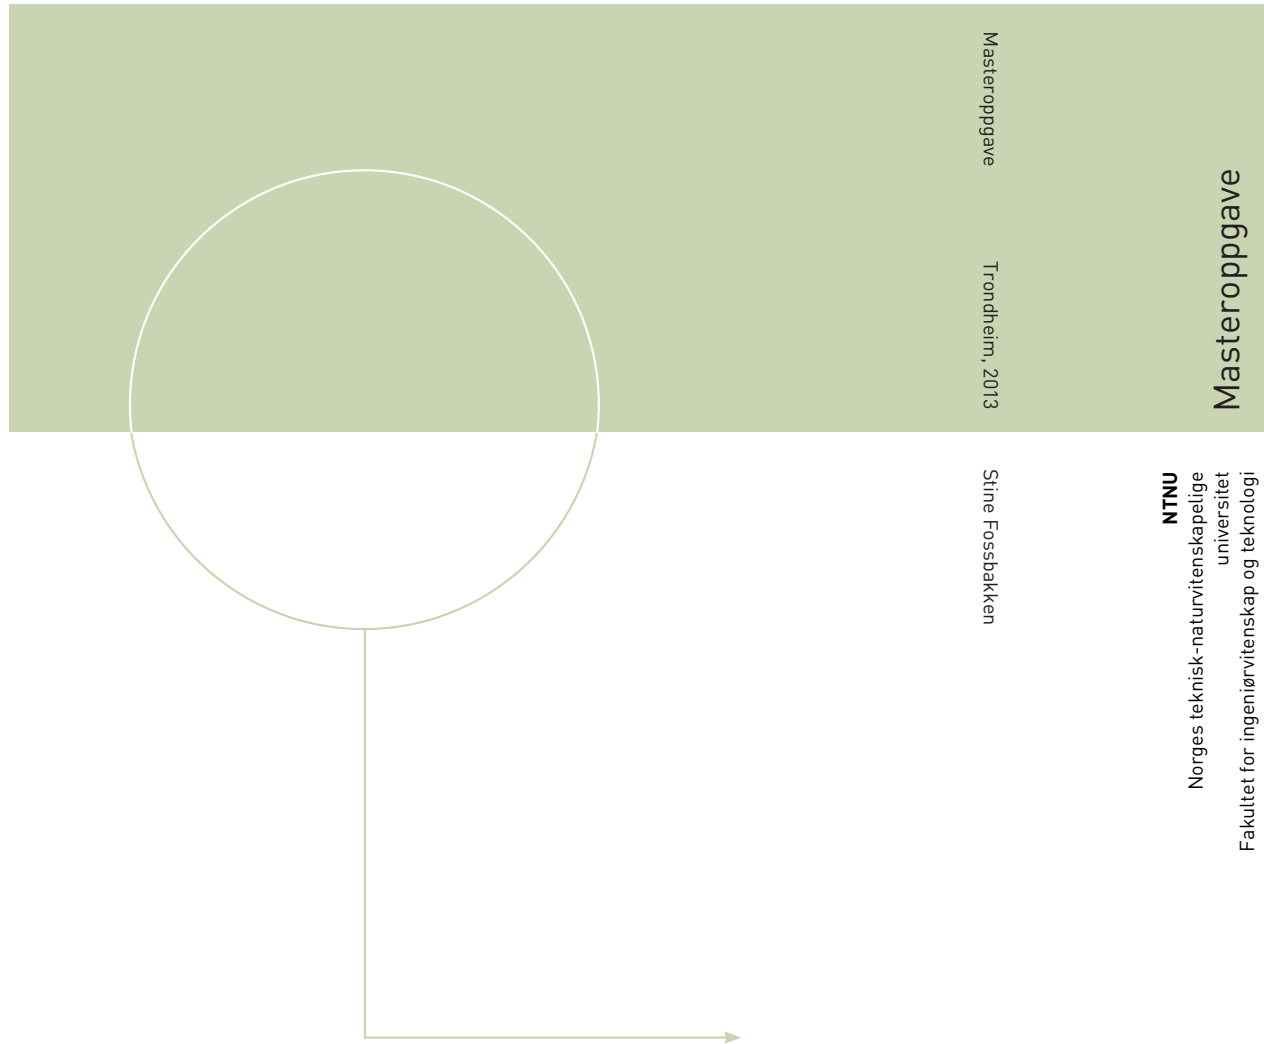 Masteroppgave
Trondheim, 2013
Stine Fossbakken
Masteroppgave
NTNU
Norges teknisk-naturvitenskapelige
universitet
Fakultet for ingeniørvitenskap og teknologi